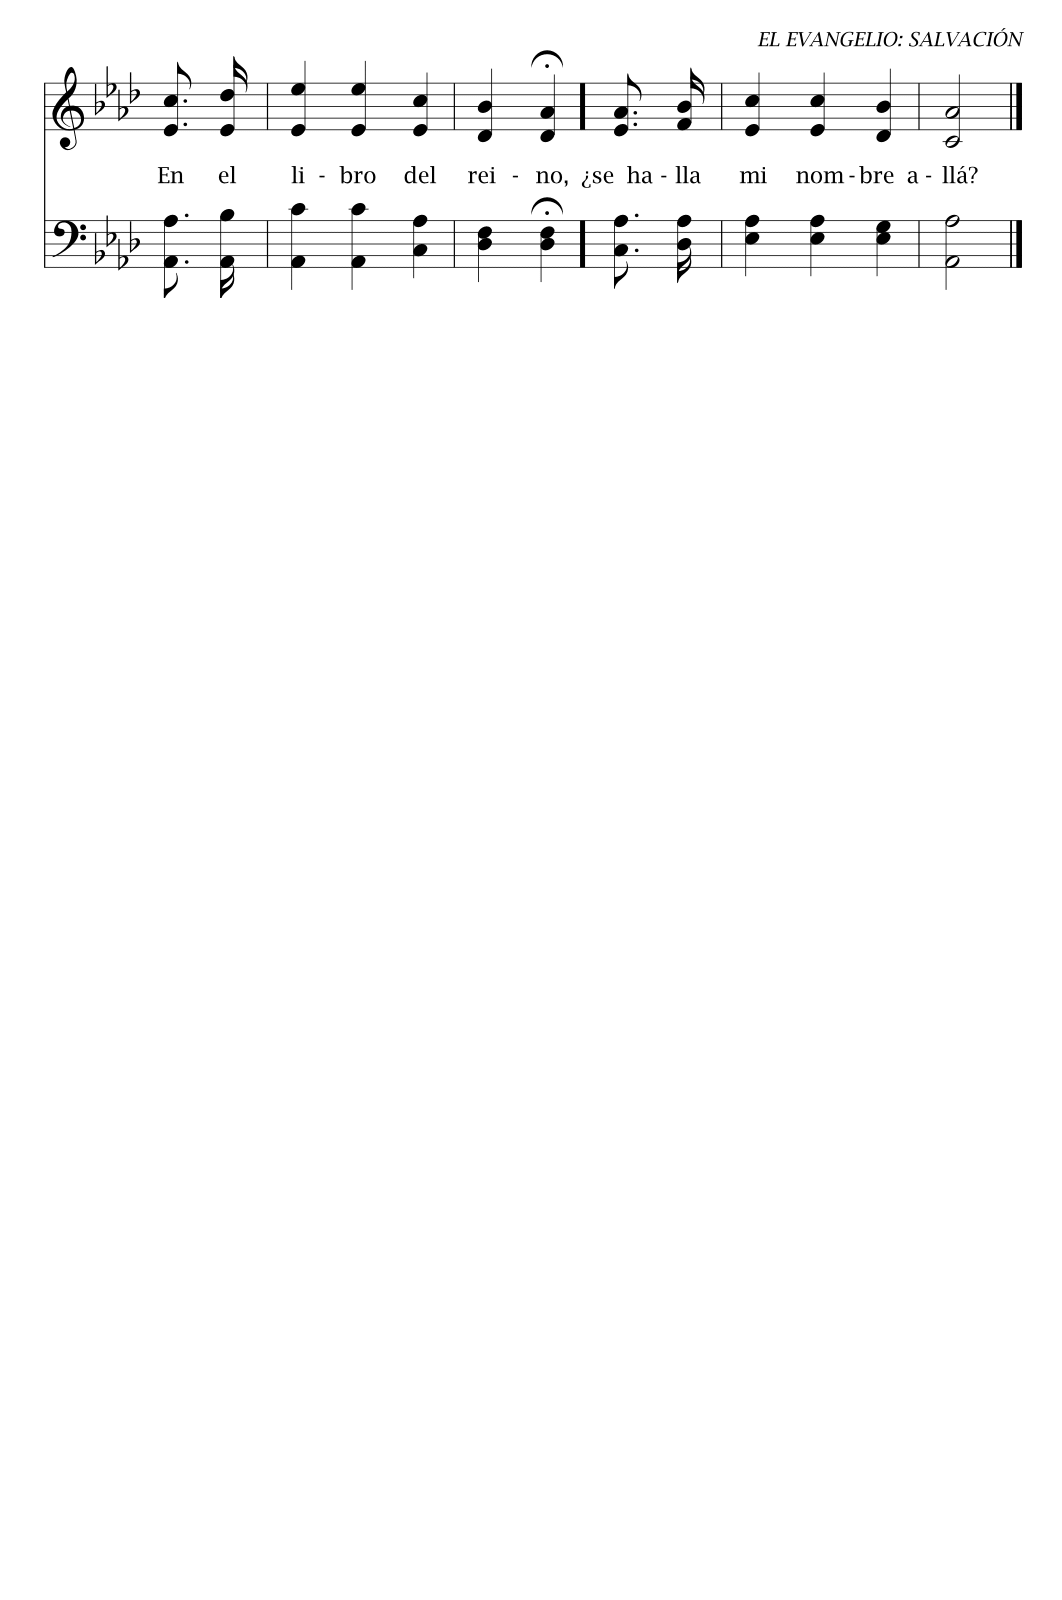 EL EVANGELIO: SALVACIÓN
En el li - bro del rei - no, ¿se ha - lla mi nom - bre a - llá?